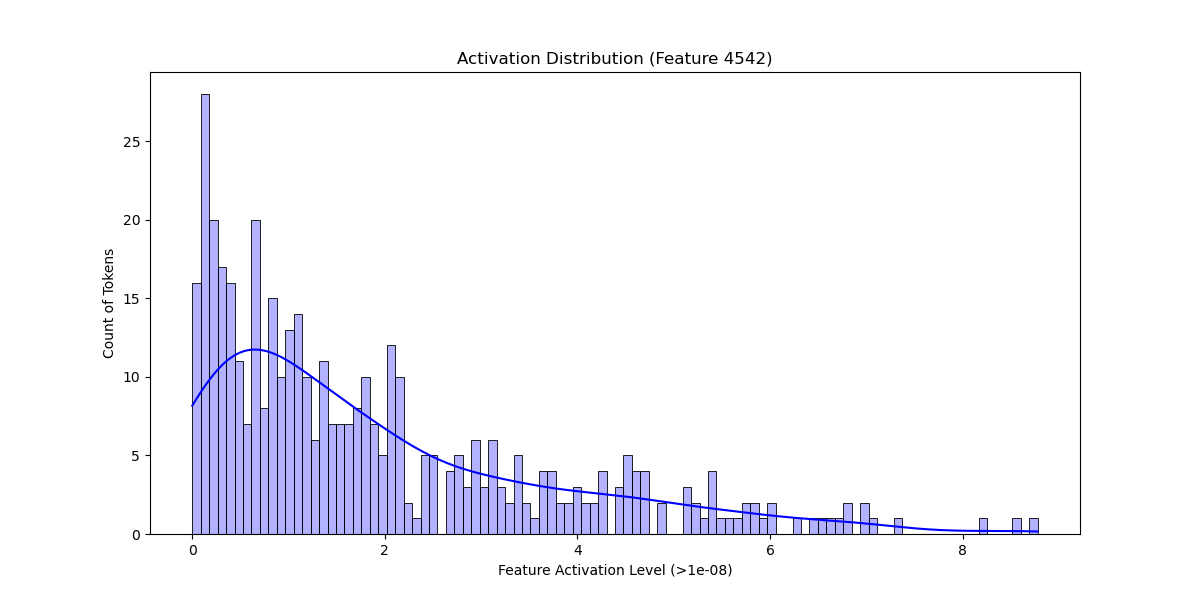 Activation Distribution (Feature 4542)
25
20
15
10
5
0
Count of Tokens
0 2 4 6 8
Feature Activation Level (>1e-08)